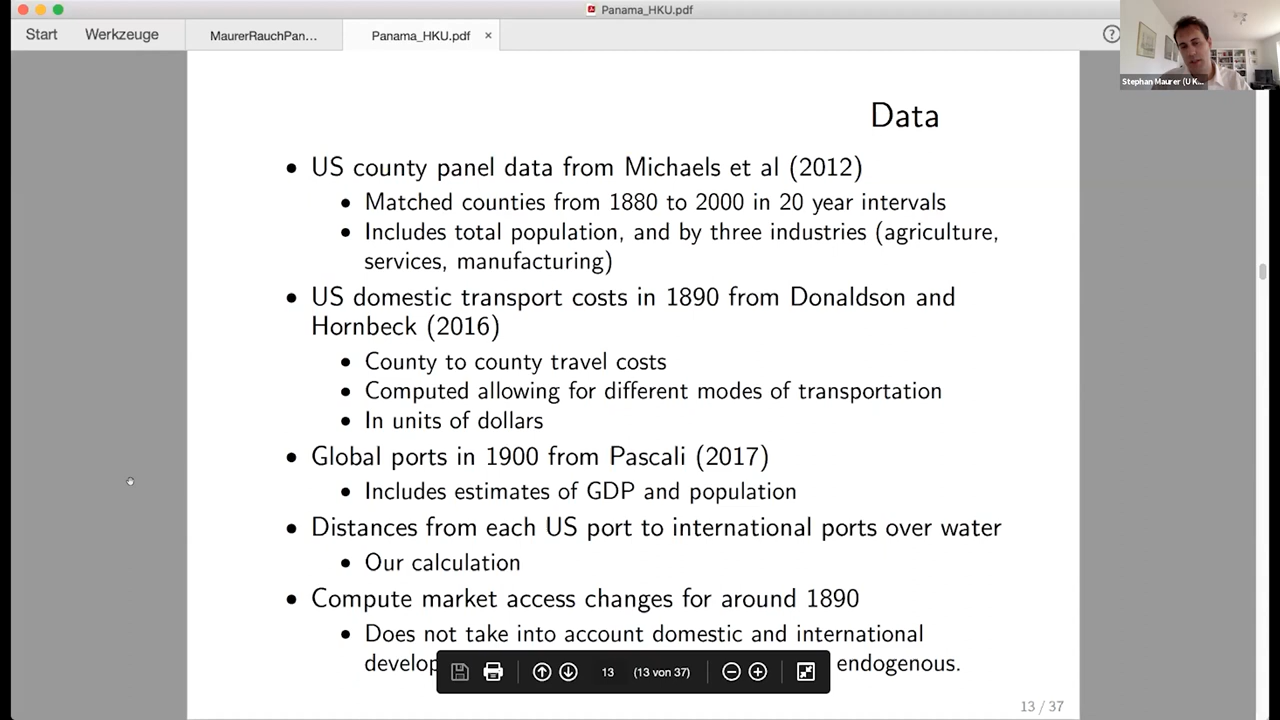 Panama_HKU.pdf
Start
Werkzeuge
MaurerRauchPan...
Panama_HKU.pdf
Stephan Maurer (U K...
Data
US county panel data from Michaels et al (2012)
Matched counties from 1880 to 2000 in 20 year intervals
Includes total population, and by three industries (agriculture,
services, manufacturing)
US domestic transport costs in 1890 from Donaldson and
Hornbeck (2016)
County to county travel costs
Computed allowing for different modes of transportation
In units of dollars
Global ports in 1900 from Pascali (2017)
Includes estimates of GDP and population
Distances from each US port to international ports over water
Our calculation
Compute market access changes for around 1890
Does not take into account domestic and international
endogenous.
13 (13 von 37)
13 / 37